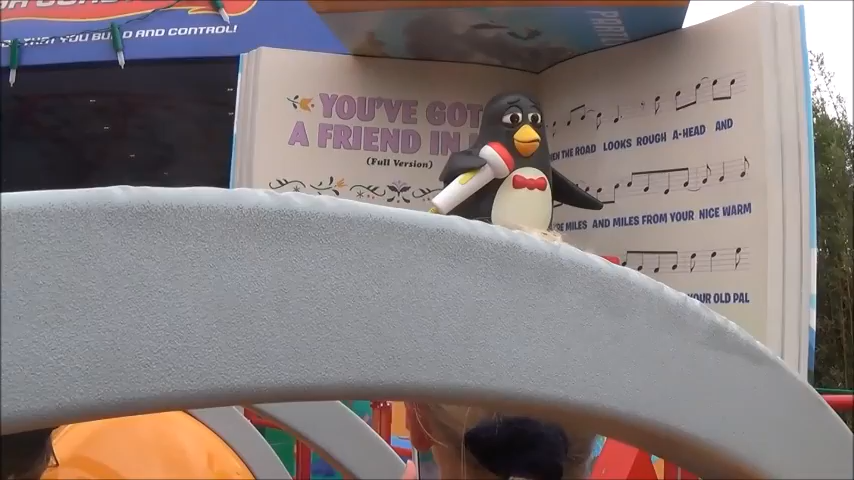 THAT YOU BUILD AND CONTROL!
YOU'VE GOT
A FRIEND IN
(Full Version)
THE ROAD LOOKS ROUGH A-HEAD AND
MILES AND MILES FROM YOUR NICE WARM
YOUR OLD PAL